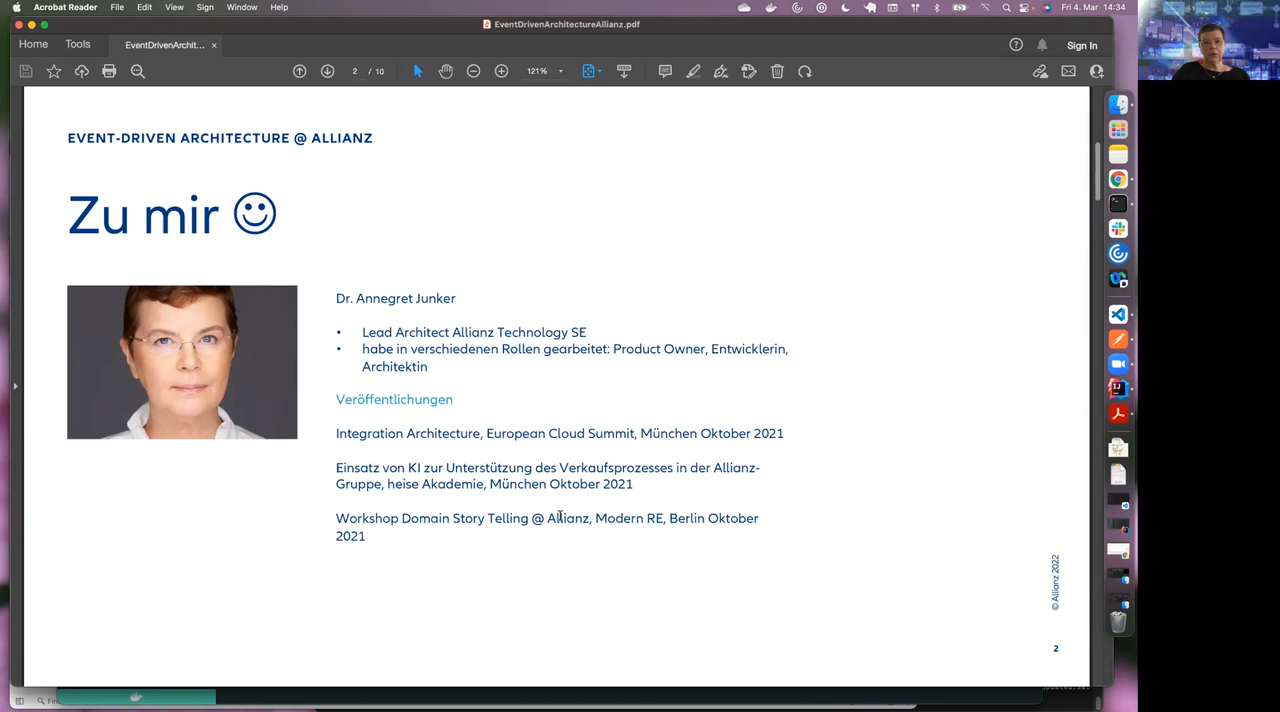 Acrobat Reader File Edit View Sign Window Help
Fri 4. Mar 14:34
EventDrivenArchitectureAllianz.pdf
Home Tools EventDrivenArchit... × Sign In
2 / 10 121%
EVENT-DRIVEN ARCHITECTURE @ ALLIANZ
Zu mir ☺
Dr. Annegret Junker
• Lead Architect Allianz Technology SE
• habe in verschiedenen Rollen gearbeitet: Product Owner, Entwicklerin,
Architektin
Veröffentlichungen
Integration Architecture, European Cloud Summit, München Oktober 2021
Einsatz von KI zur Unterstützung des Verkaufsprozesses in der Allianz-
Gruppe, heise Akademie, München Oktober 2021
Workshop Domain Story Telling @ Allianz, Modern RE, Berlin Oktober
2021
© Allianz 2022
2